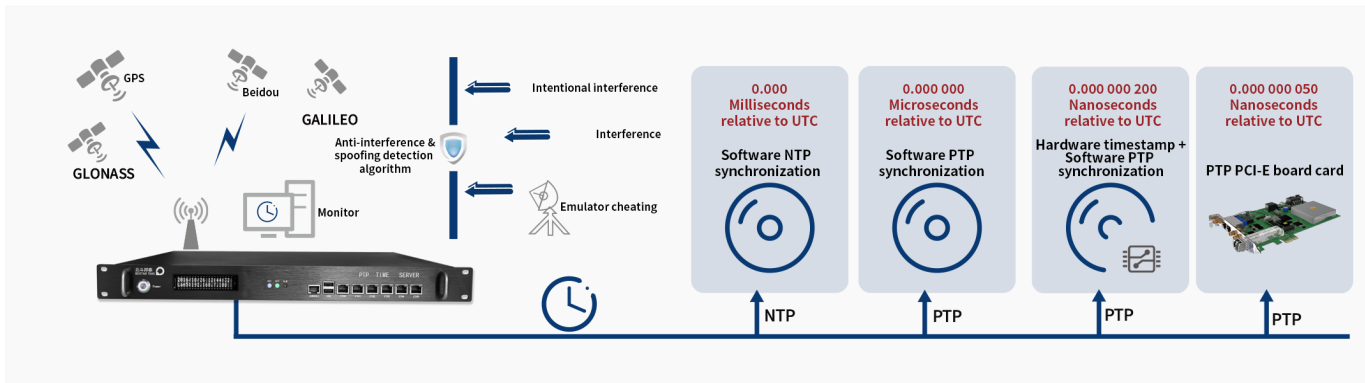 GPS
Beidou
GALILEO
GLONASS
Anti-interference &
spoofing detection
algorithm
Intentional interference
Interference
Emulator cheating
Monitor
PTP TIME SERVER
Power
0.000
Milliseconds
relative to UTC
Software NTP
synchronization
NTP
0.000 000
Microseconds
relative to UTC
Software PTP
synchronization
PTP
0.000 000 200
Nanoseconds
relative to UTC
Hardware timestamp +
Software PTP
synchronization
PTP
0.000 000 050
Nanoseconds
relative to UTC
PTP PCI-E board card
PTP